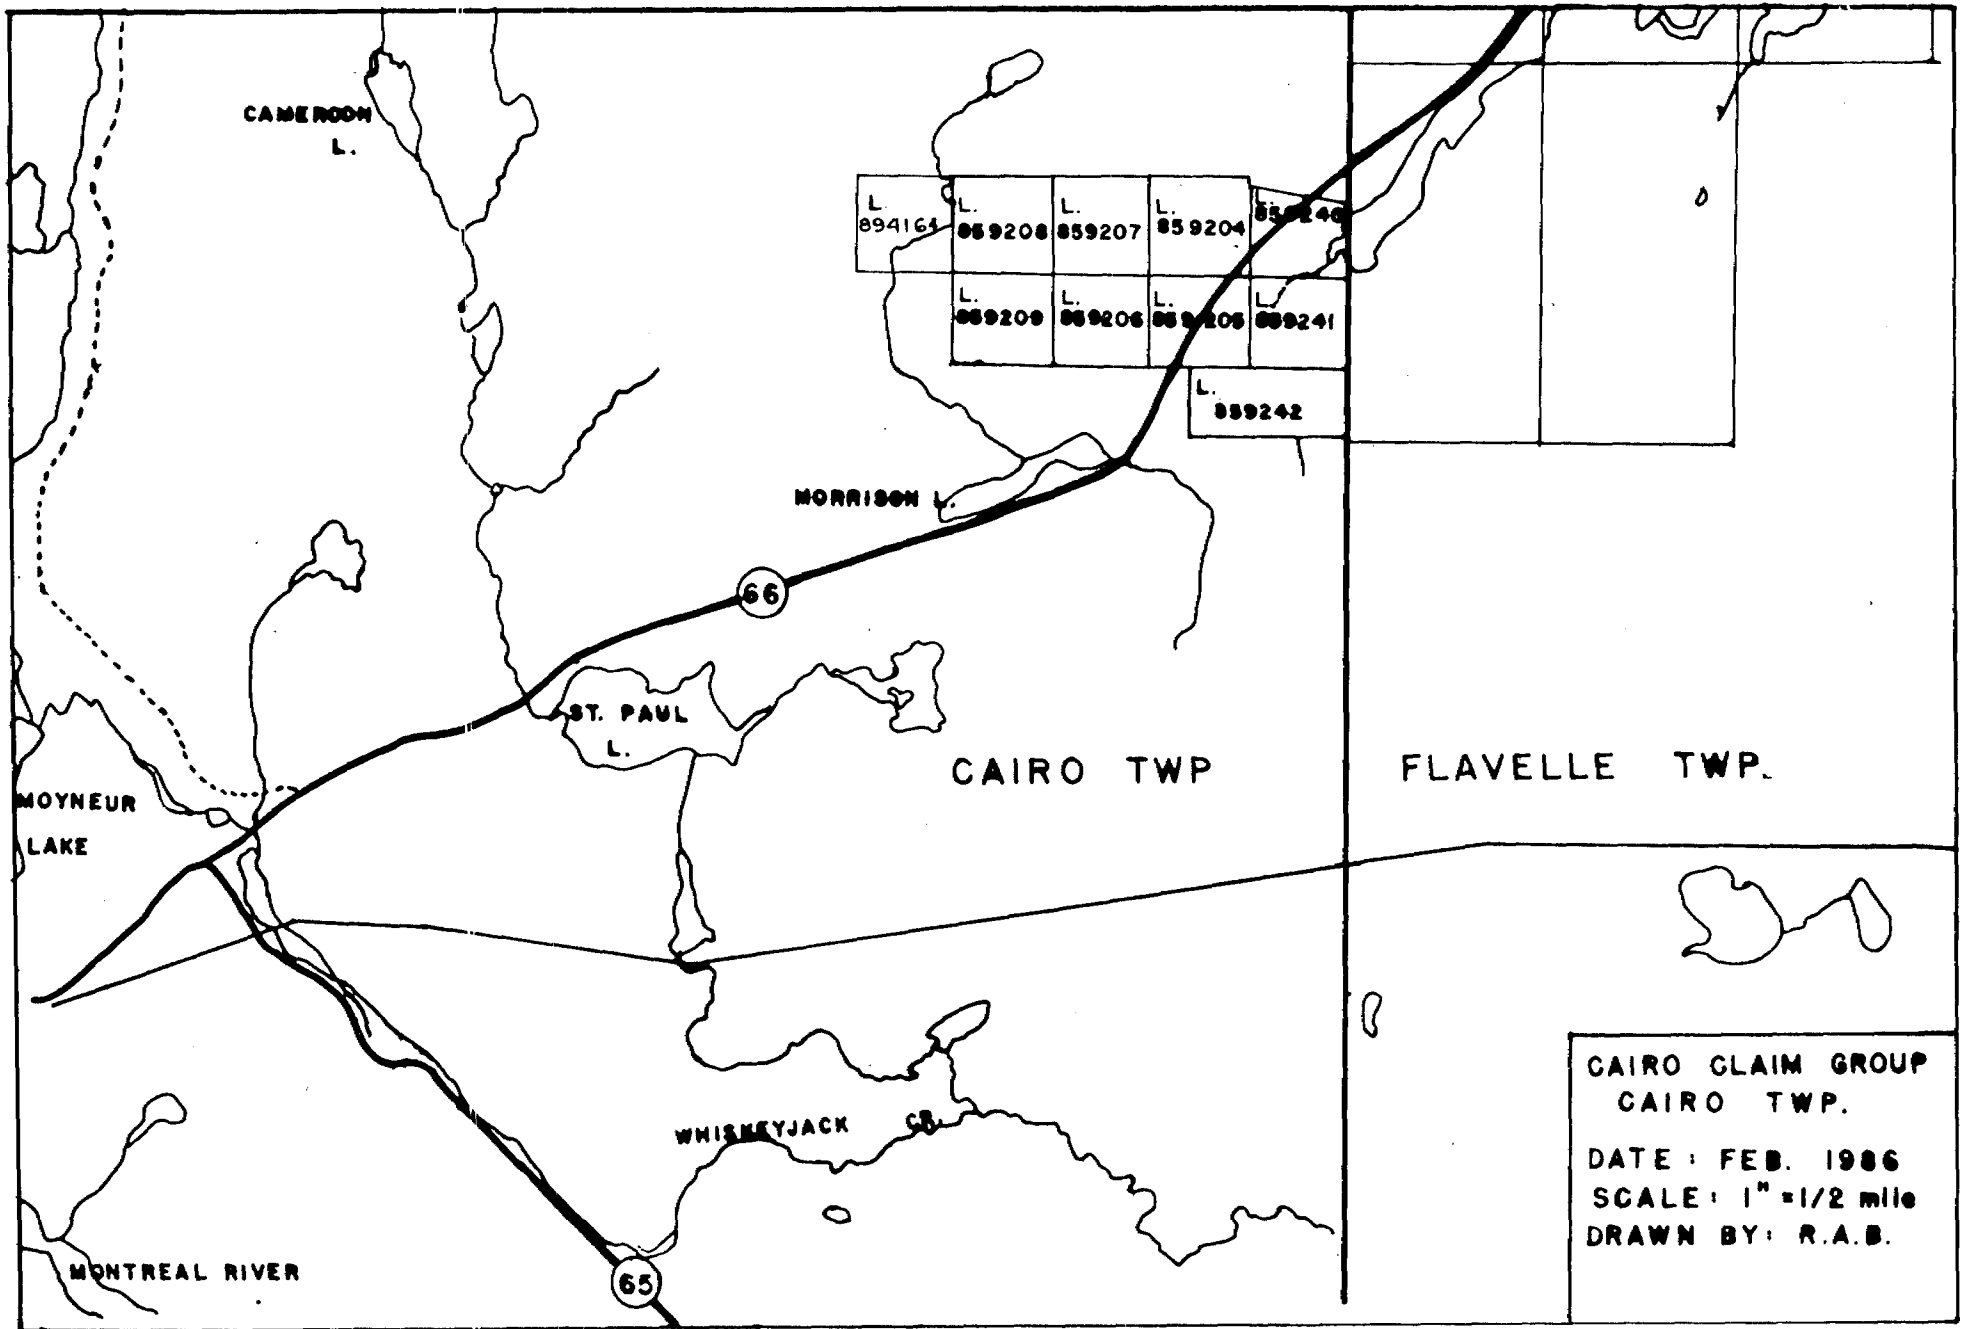 CAMEROON
L.
L.
894164
L.
859208
L.
859207
L.
859204
L.
L.
859209
L.
859206
L.
859205
L.
859241
L.
859242
MORRISON L.
66
ST. PAUL
L.
CAIRO TWP
FLAVELLE TWP.
MOYNEUR
LAKE
WHISKEYJACK CR.
MONTREAL RIVER
65
CAIRO CLAIM GROUP
CAIRO TWP.
DATE: FEB. 1986
SCALE: 1"=1/2 mile
DRAWN BY: R.A.B.